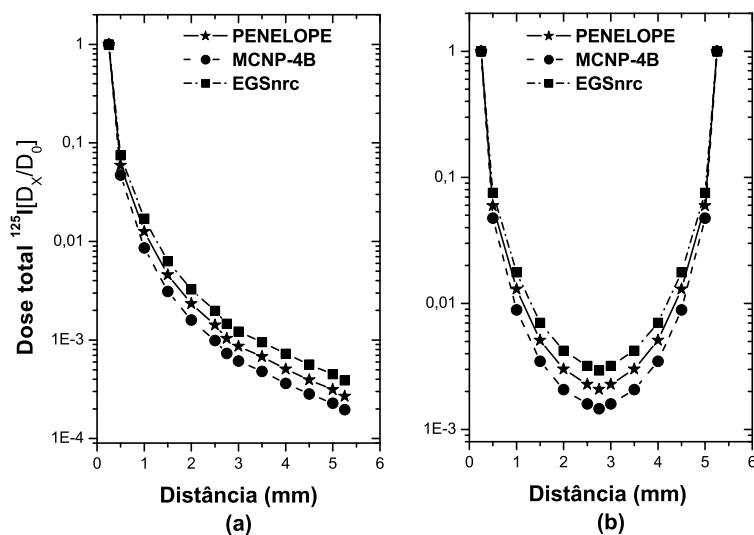 PENELOPE
MCNP-4B
EGSnrc
Dose total ¹²⁵I[D_X/D_0]
1
0,1
0,01
1E-3
1E-4
0 1 2 3 4 5 6
Distância (mm)
(a)
PENELOPE
MCNP-4B
EGSnrc
1
0,1
0,01
1E-3
0 1 2 3 4 5 6
Distância (mm)
(b)